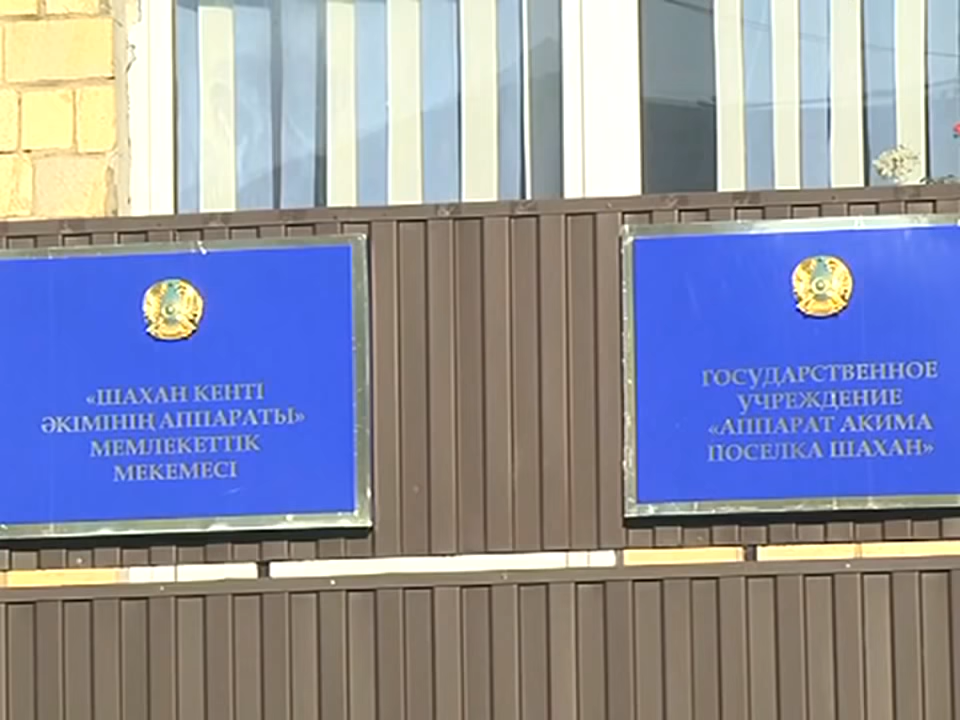 «ШАХАН КЕНТІ
ӘКІМІНІҢ АППАРАТЫ»
МЕМЛЕКЕТТІК
МЕКЕМЕСІ
ГОСУДАРСТВЕННОЕ
УЧРЕЖДЕНИЕ
«АППАРАТ АКИМА
ПОСЕЛКА ШАХАН»